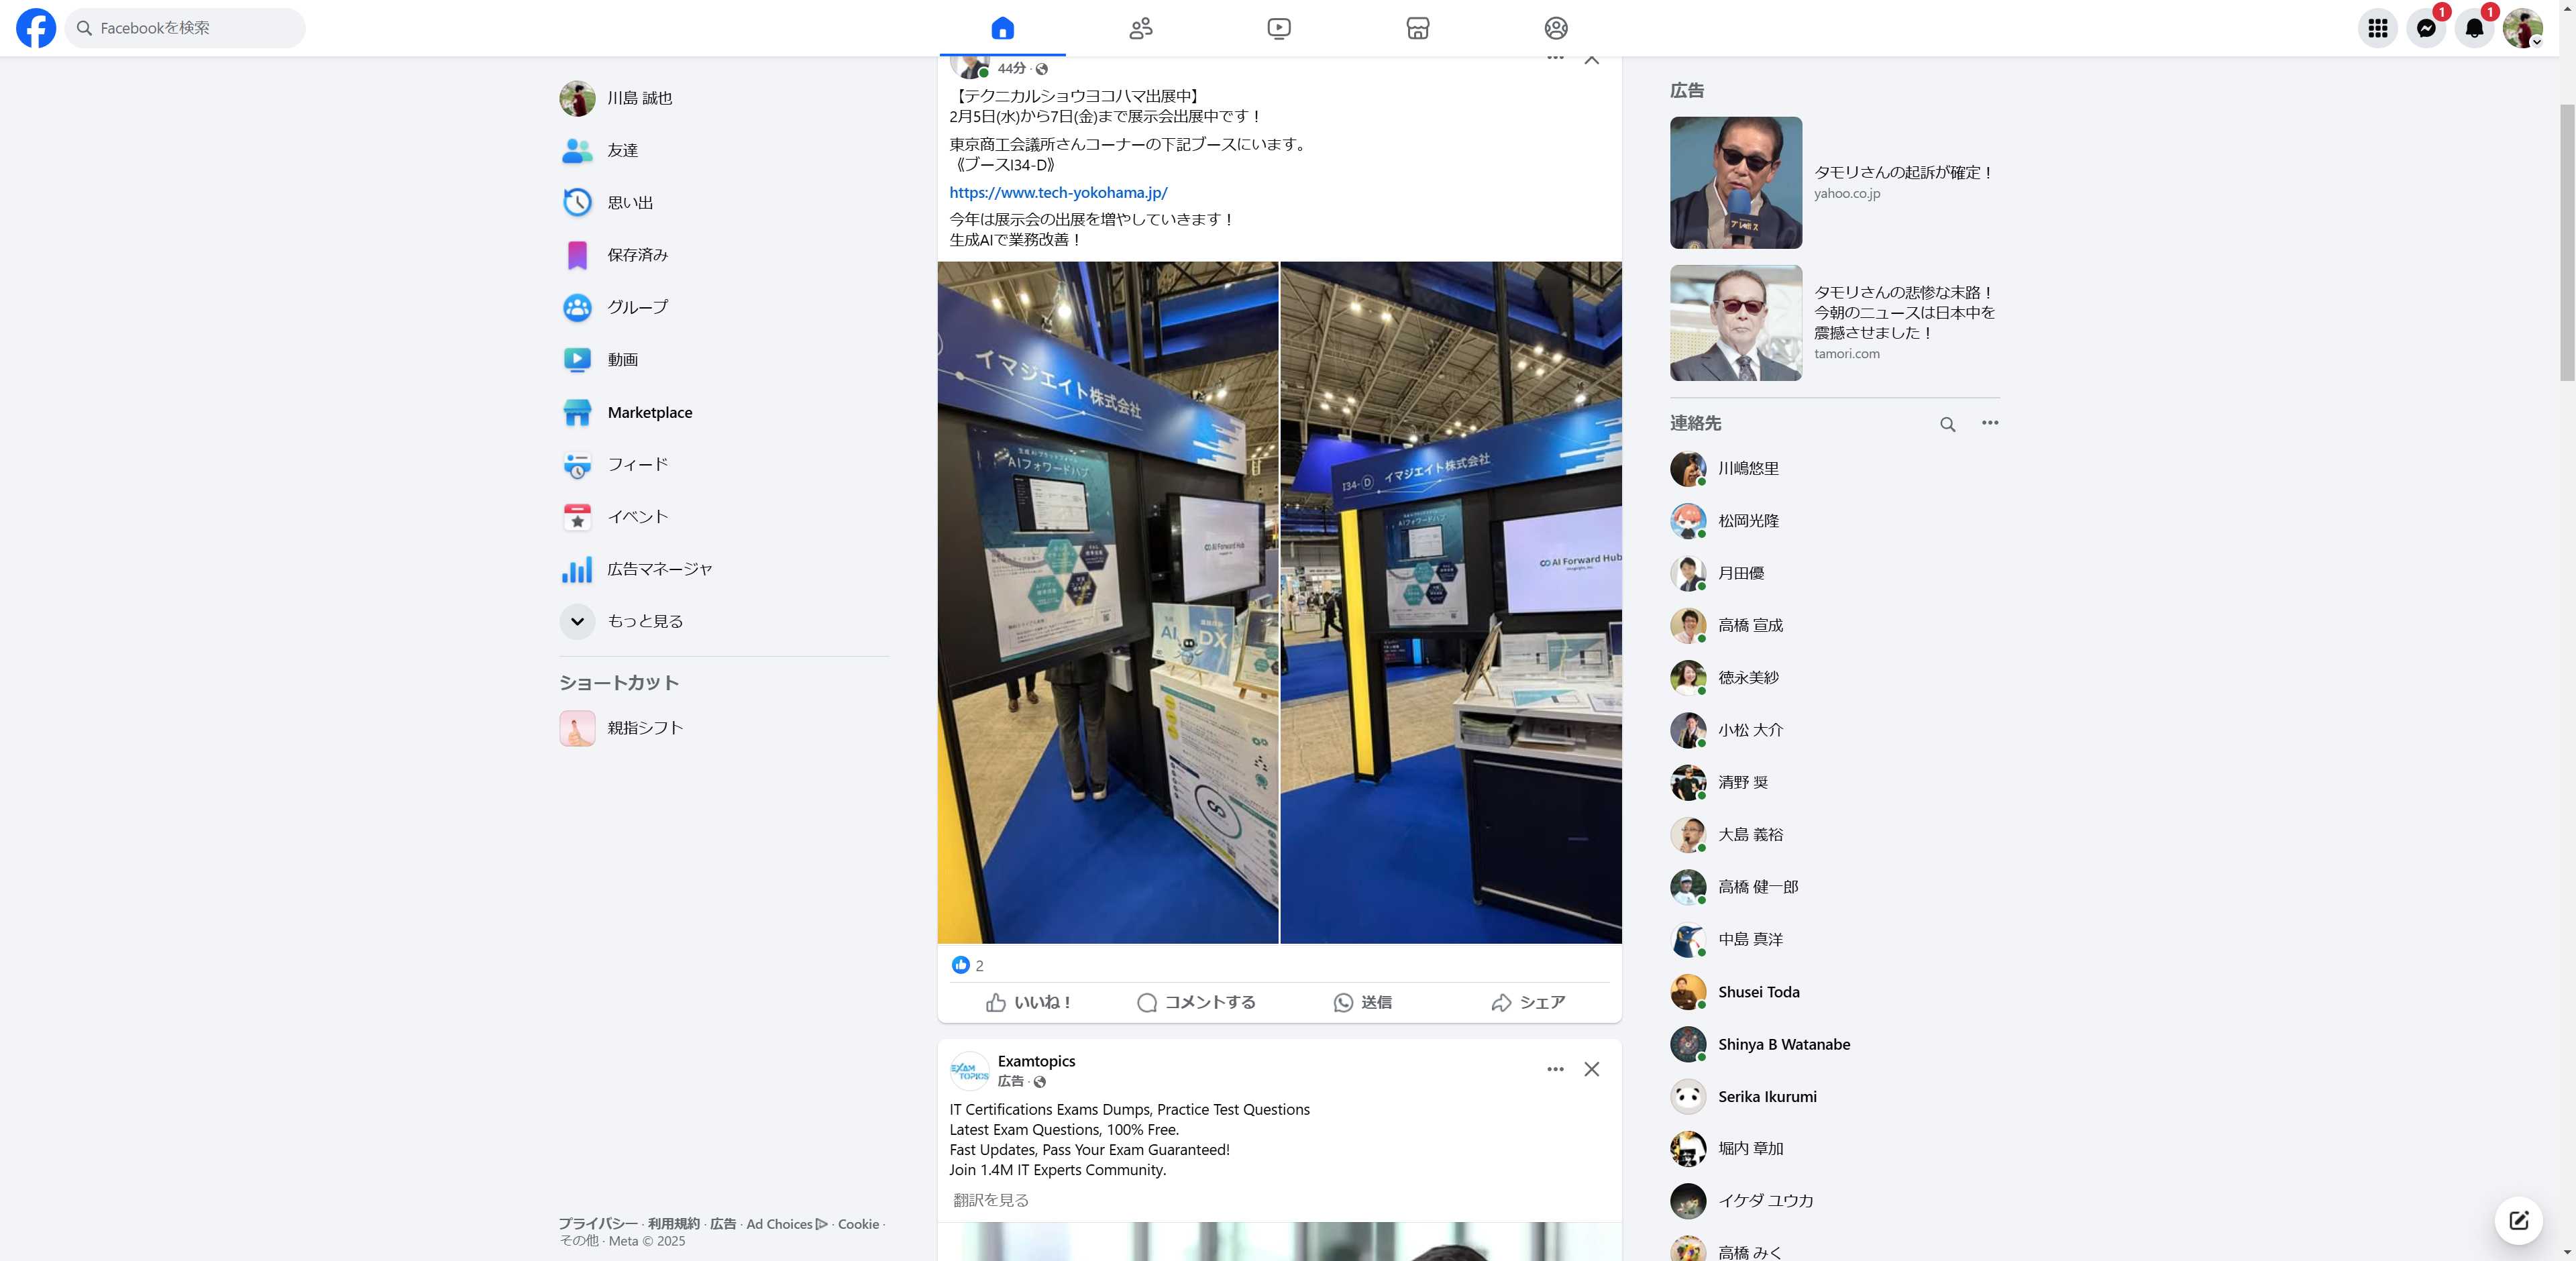 Facebookを検索
1
1
川島 誠也
友達
思い出
保存済み
グループ
動画
Marketplace
フィード
イベント
広告マネージャ
もっと見る
ショートカット
親指シフト
プライバシー · 利用規約 · 広告 · Ad Choices · Cookie ·
その他 · Meta © 2025
44分 ·
【テクニカルショウヨコハマ出展中】
2月5日(水)から7日(金)まで展示会出展中です！
東京商工会議所さんコーナーの下記ブースにいます。
《ブースI34-D》
https://www.tech-yokohama.jp/
今年は展示会の出展を増やしていきます！
生成AIで業務改善！
イマジエイト株式会社
生成AIプラットフォーム
AIフォワードハブ
AI Forward Hub
生成
AI
DX
I34-D イマジエイト株式会社
AIフォワードハブ
AI Forward Hub
2
いいね！
コメントする
送信
シェア
Examtopics
広告 ·
EXAM
TOPICS
IT Certifications Exams Dumps, Practice Test Questions
Latest Exam Questions, 100% Free.
Fast Updates, Pass Your Exam Guaranteed!
Join 1.4M IT Experts Community.
翻訳を見る
広告
タモリさんの起訴が確定！
yahoo.co.jp
タモリさんの悲惨な末路！
今朝のニュースは日本中を
震撼させました！
tamori.com
連絡先
川嶋悠里
松岡光隆
月田優
高橋 宣成
徳永美紗
小松 大介
清野 奨
大島 義裕
高橋 健一郎
中島 真洋
Shusei Toda
Shinya B Watanabe
Serika Ikurumi
堀内 章加
イケダ ユウカ
高橋 みく